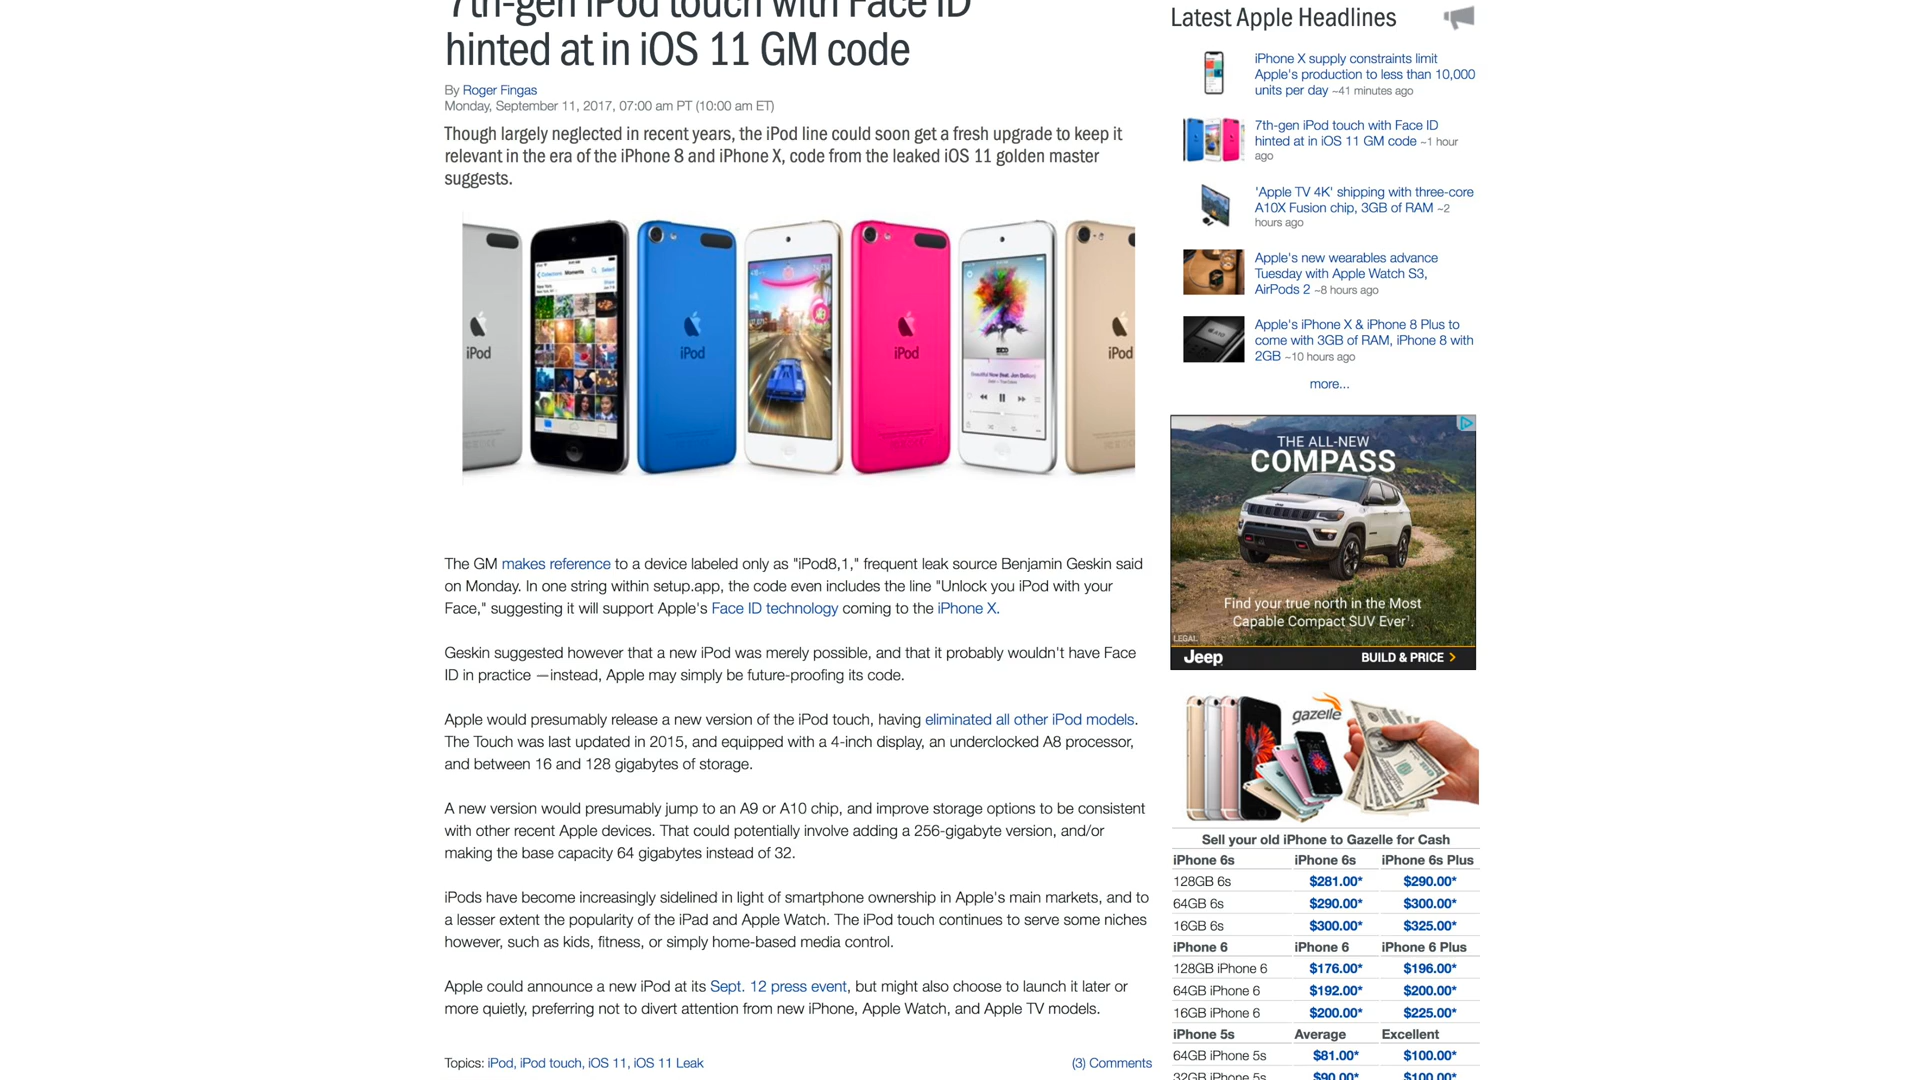 7th-gen iPod touch with Face ID
hinted at in iOS 11 GM code
By Roger Fingas
Monday, September 11, 2017, 07:00 am PT (10:00 am ET)
Though largely neglected in recent years, the iPod line could soon get a fresh upgrade to keep it
relevant in the era of the iPhone 8 and iPhone X, code from the leaked iOS 11 golden master
suggests.
iPod
iPod
iPod
iPod
The GM makes reference to a device labeled only as "iPod8,1," frequent leak source Benjamin Geskin said
on Monday. In one string within setup.app, the code even includes the line "Unlock you iPod with your
Face," suggesting it will support Apple's Face ID technology coming to the iPhone X.
Geskin suggested however that a new iPod was merely possible, and that it probably wouldn't have Face
ID in practice —instead, Apple may simply be future-proofing its code.
Apple would presumably release a new version of the iPod touch, having eliminated all other iPod models.
The Touch was last updated in 2015, and equipped with a 4-inch display, an underclocked A8 processor,
and between 16 and 128 gigabytes of storage.
A new version would presumably jump to an A9 or A10 chip, and improve storage options to be consistent
with other recent Apple devices. That could potentially involve adding a 256-gigabyte version, and/or
making the base capacity 64 gigabytes instead of 32.
iPods have become increasingly sidelined in light of smartphone ownership in Apple's main markets, and to
a lesser extent the popularity of the iPad and Apple Watch. The iPod touch continues to serve some niches
however, such as kids, fitness, or simply home-based media control.
Apple could announce a new iPod at its Sept. 12 press event, but might also choose to launch it later or
more quietly, preferring not to divert attention from new iPhone, Apple Watch, and Apple TV models.
Topics: iPod, iPod touch, iOS 11, iOS 11 Leak
(3) Comments
Latest Apple Headlines
iPhone X supply constraints limit
Apple's production to less than 10,000
units per day ~41 minutes ago
7th-gen iPod touch with Face ID
hinted at in iOS 11 GM code ~1 hour
ago
'Apple TV 4K' shipping with three-core
A10X Fusion chip, 3GB of RAM ~2
hours ago
Apple's new wearables advance
Tuesday with Apple Watch S3,
AirPods 2 ~8 hours ago
Apple's iPhone X & iPhone 8 Plus to
come with 3GB of RAM, iPhone 8 with
2GB ~10 hours ago
more...
THE ALL-NEW
COMPASS
Find your true north in the Most
Capable Compact SUV Ever¹.
LEGAL
Jeep
BUILD & PRICE >
gazelle
Sell your old iPhone to Gazelle for Cash
iPhone 6s iPhone 6s iPhone 6s Plus
128GB 6s $281.00* $290.00*
64GB 6s $290.00* $300.00*
16GB 6s $300.00* $325.00*
iPhone 6 iPhone 6 iPhone 6 Plus
128GB iPhone 6 $176.00* $196.00*
64GB iPhone 6 $192.00* $200.00*
16GB iPhone 6 $200.00* $225.00*
iPhone 5s Average Excellent
64GB iPhone 5s $81.00* $100.00*
32GB iPhone 5s $90.00* $100.00*